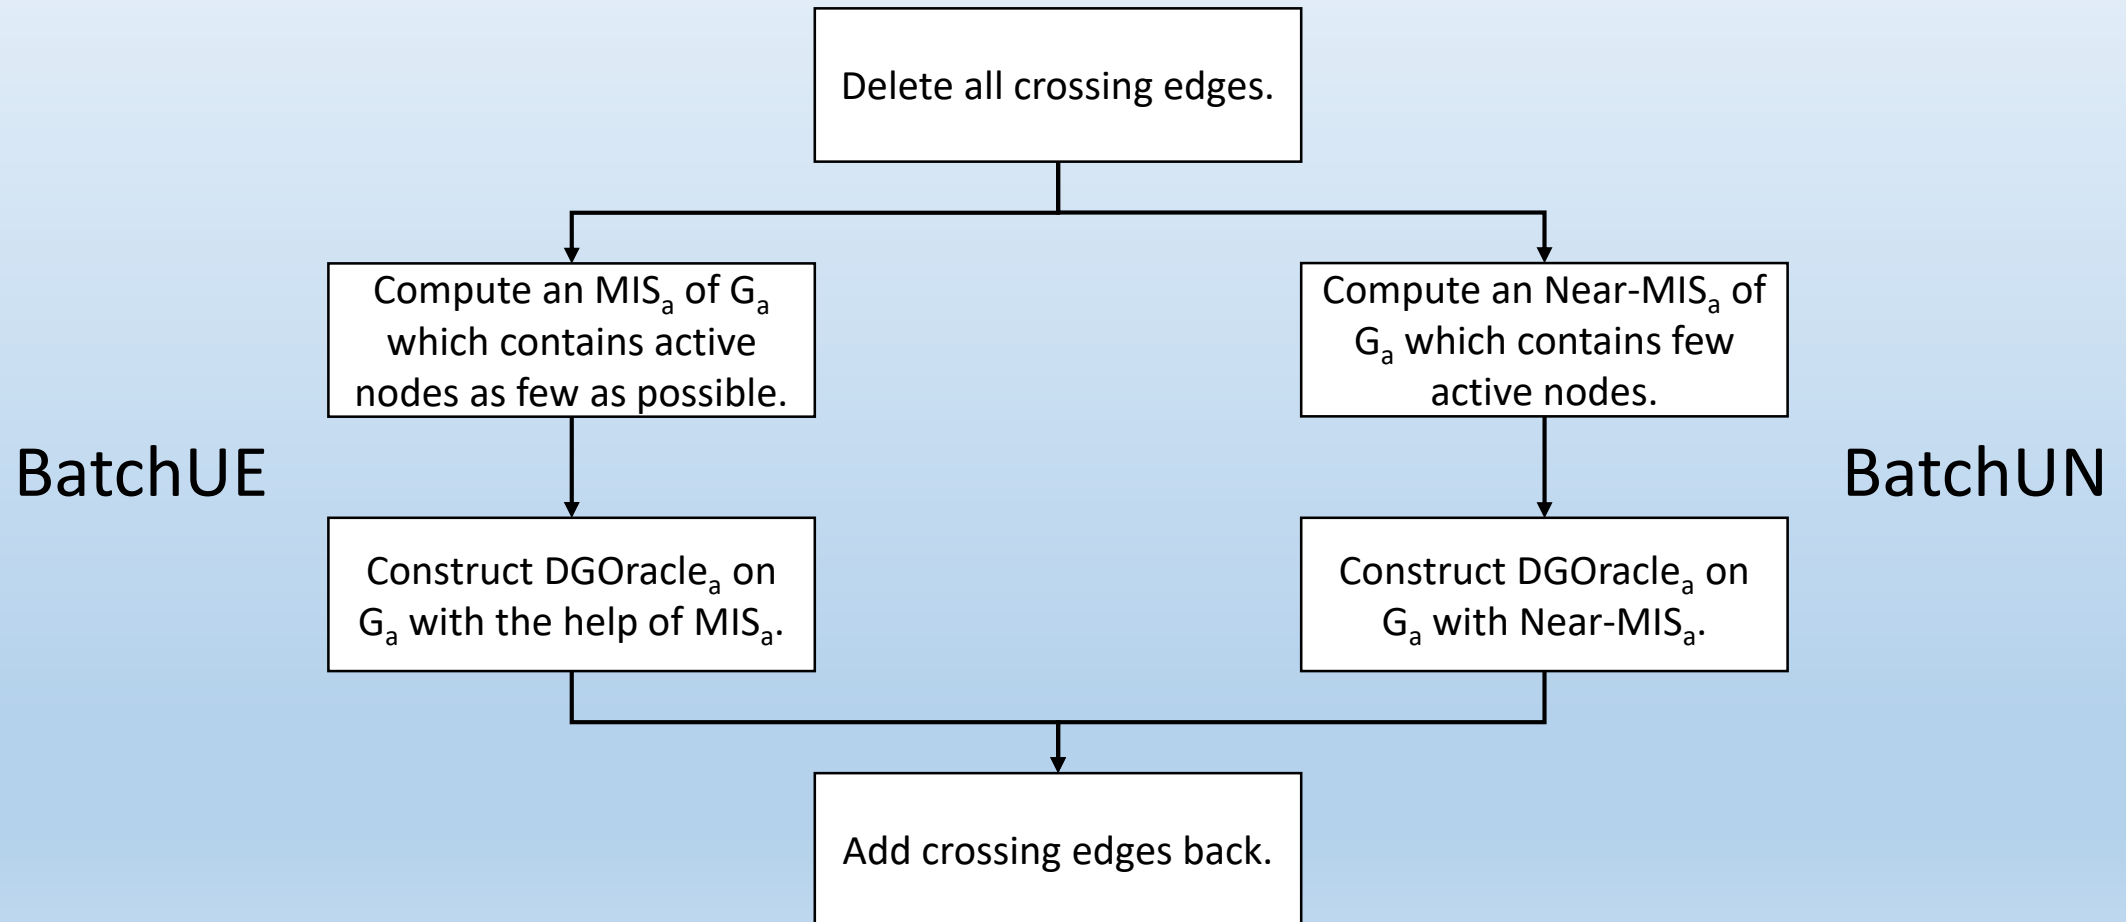 Delete all crossing edges.
Compute an MISₐ of Gₐ
which contains active
nodes as few as possible.
Compute an Near-MISₐ of
Gₐ which contains few
active nodes.
BatchUE
BatchUN
Construct DGOracleₐ on
Gₐ with the help of MISₐ.
Construct DGOracleₐ on
Gₐ with Near-MISₐ.
Add crossing edges back.